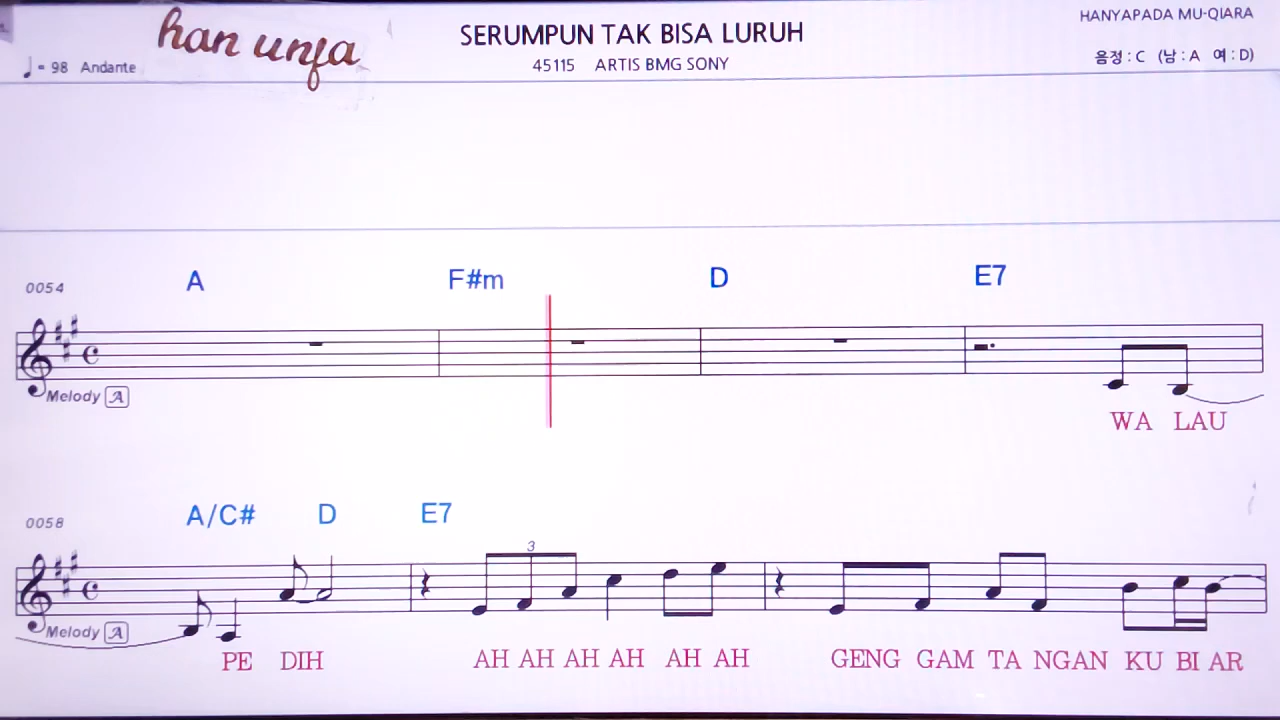 han unfa
SERUMPUN TAK BISA LURUH
HANYAPADA MU-QIARA
♩ = 98 Andante
45115 ARTIS BMG SONY
음정 : C (남 : A 여 : D)
0054
A F#m D E7
Melody A
WA LAU
0058
A/C# D E7
3
Melody A
PE DIH AH AH AH AH AH AH GENG GAM TA NGAN KU BI AR